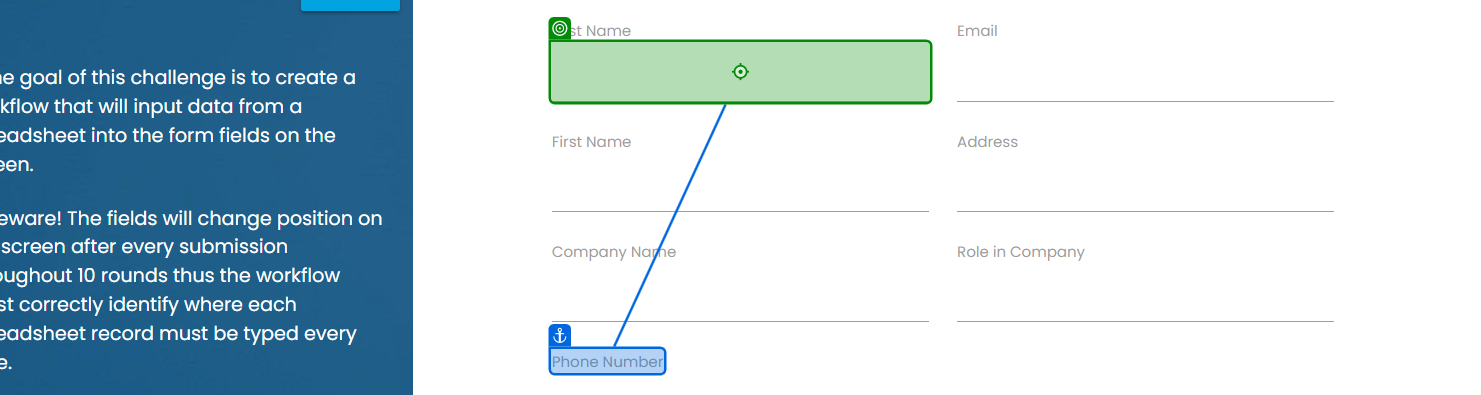 e goal of this challenge is to create a
kflow that will input data from a
eadsheet into the form fields on the
een.
eware! The fields will change position on
screen after every submission
oughout 10 rounds thus the workflow
st correctly identify where each
eadsheet record must be typed every
e.
st Name
Email
First Name
Address
Company Name
Role in Company
Phone Number